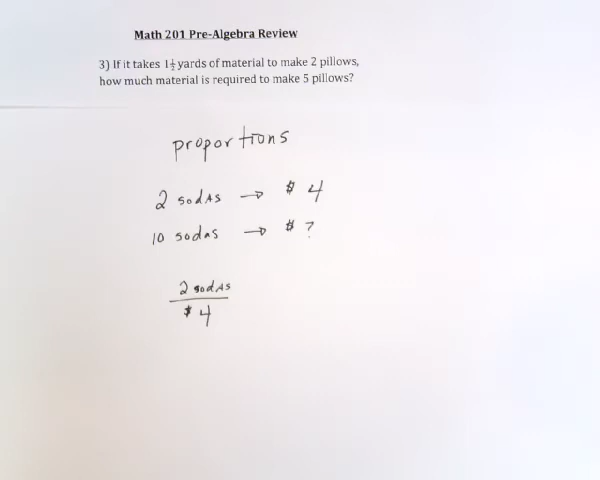 Math 201 Pre-Algebra Review
3) If it takes 1½ yards of material to make 2 pillows,
how much material is required to make 5 pillows?
proportions
2 sodas → $ 4
10 sodas → $ ?
2 sodas
$ 4